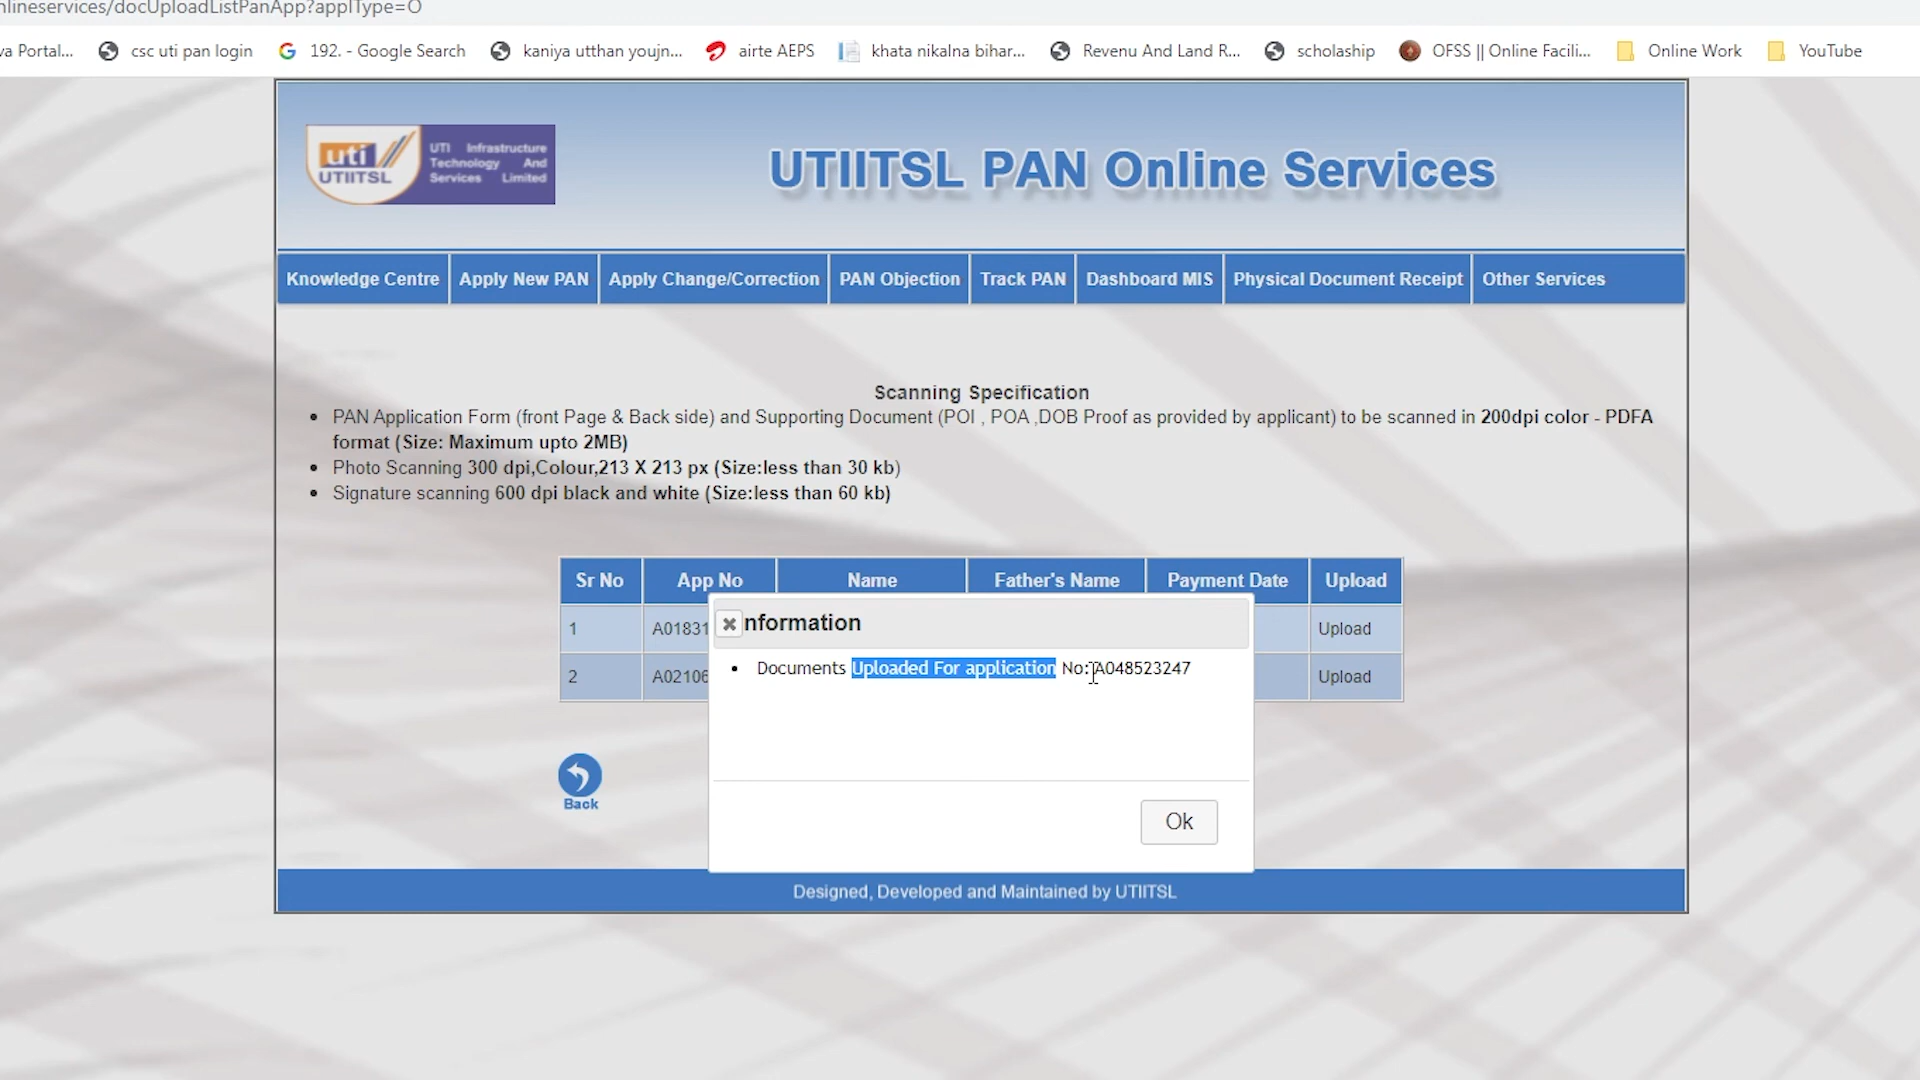 nlineservices/docUploadListPanApp?applType=O
va Portal... csc uti pan login 192. - Google Search kaniya utthan youjn... airte AEPS khata nikalna bihar... Revenu And Land R... scholaship OFSS || Online Facili... Online Work YouTube
uti
UTIITSL
UTI Infrastructure
Technology And
Services Limited
UTIITSL PAN Online Services
Knowledge Centre Apply New PAN Apply Change/Correction PAN Objection Track PAN Dashboard MIS Physical Document Receipt Other Services
Scanning Specification
• PAN Application Form (front Page & Back side) and Supporting Document (POI , POA ,DOB Proof as provided by applicant) to be scanned in 200dpi color - PDFA
format (Size: Maximum upto 2MB)
• Photo Scanning 300 dpi,Colour,213 X 213 px (Size:less than 30 kb)
• Signature scanning 600 dpi black and white (Size:less than 60 kb)
Sr No App No Name Father's Name Payment Date Upload
1 A01831 Upload
2 A02106 Upload
nformation
• Documents Uploaded For application No: A048523247
Ok
Back
Designed, Developed and Maintained by UTIITSL